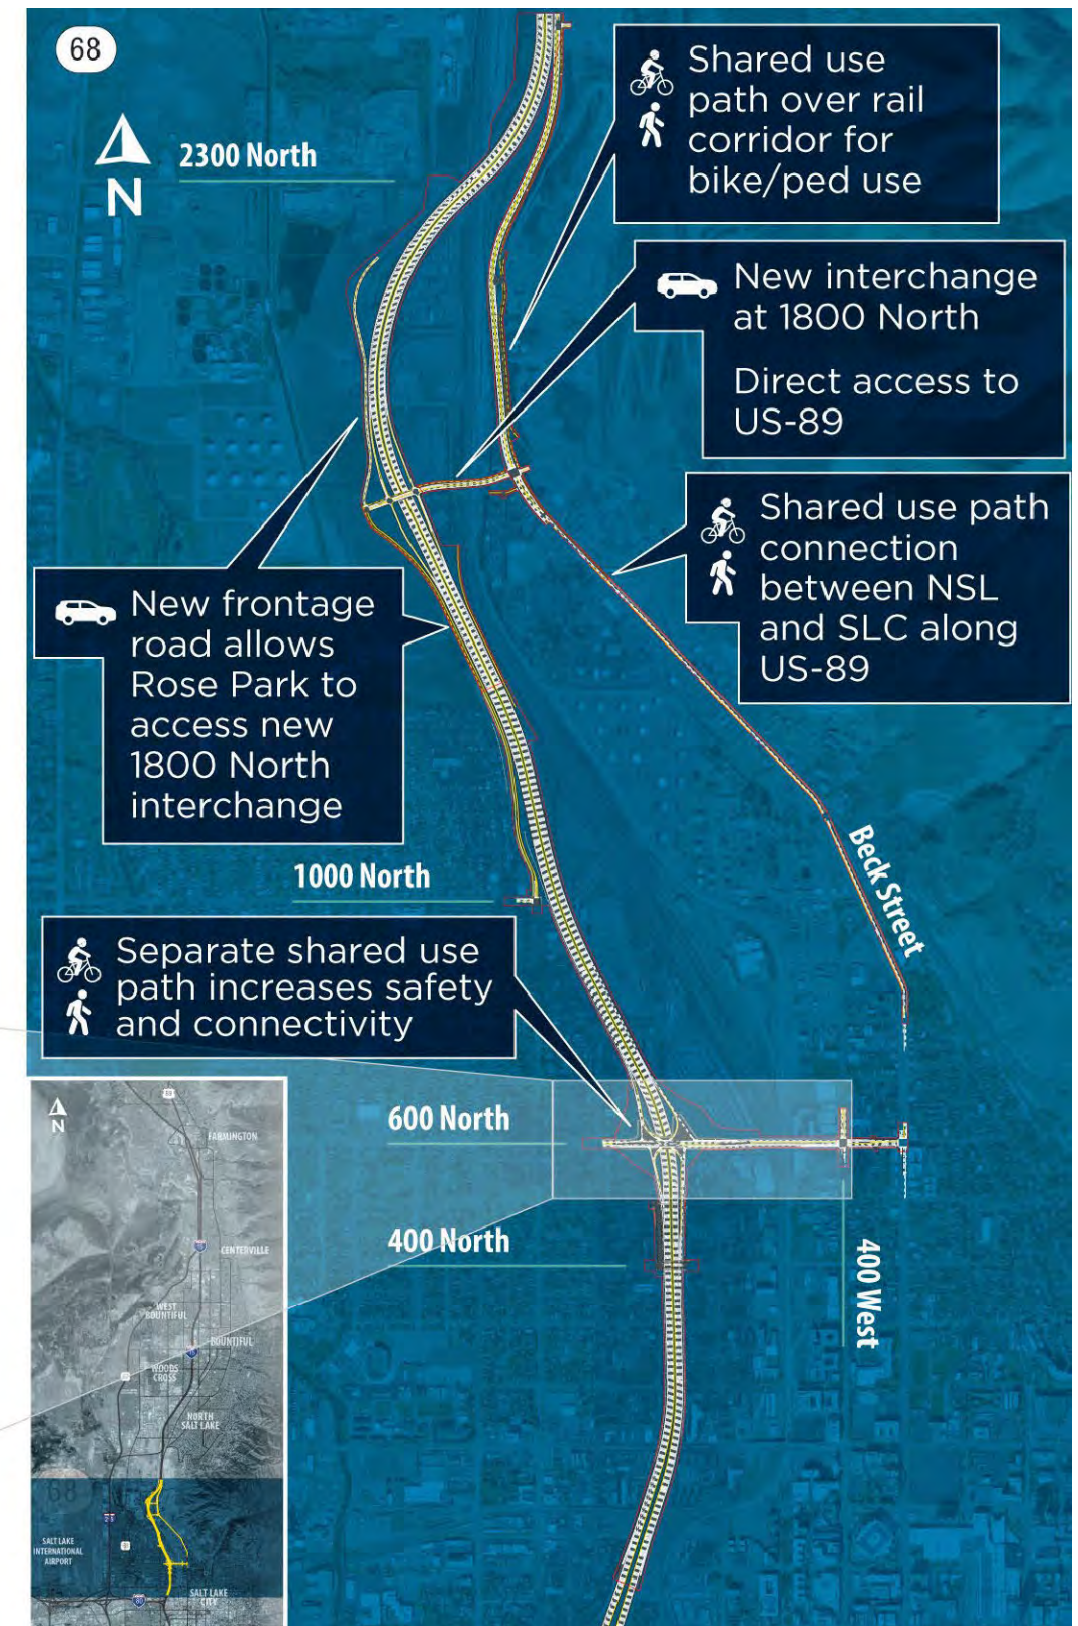 68
N
2300 North
Shared use
path over rail
corridor for
bike/ped use
New interchange
at 1800 North
Direct access to
US-89
Shared use path
connection
between NSL
and SLC along
US-89
New frontage
road allows
Rose Park to
access new
1800 North
interchange
1000 North
Beck Street
Separate shared use
path increases safety
and connectivity
600 North
400 North
400 West
N
FARMINGTON
CENTERVILLE
WEST
BOUNTIFUL
BOUNTIFUL
WOODS
CROSS
NORTH
SALT LAKE
68
SALT LAKE
INTERNATIONAL
AIRPORT
SALT LAKE
CITY